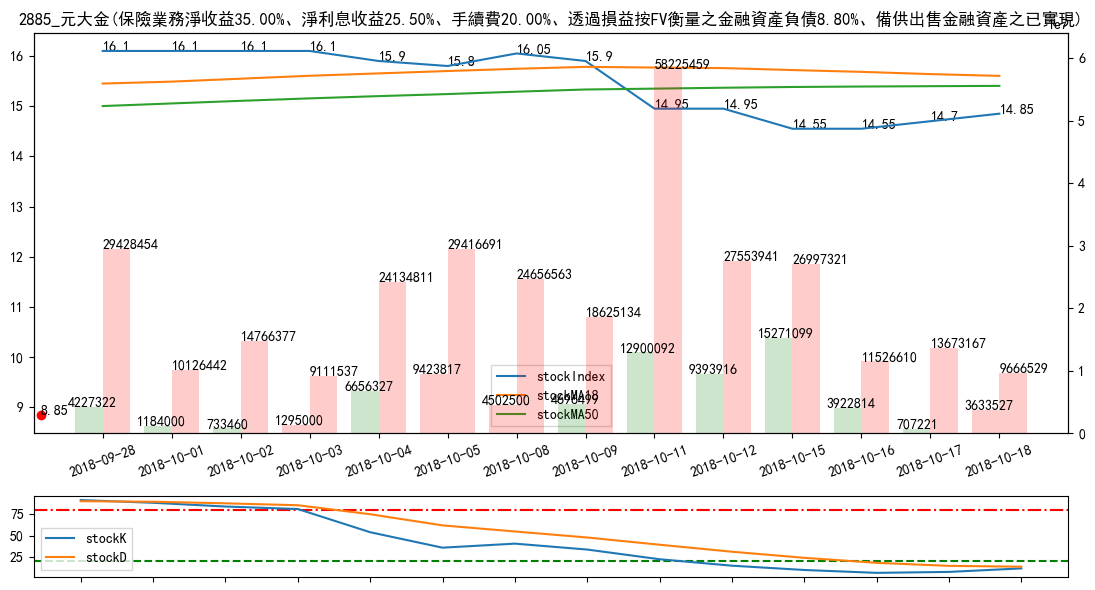 2885_元大金(保險業務淨收益35.00%、淨利息收益25.50%、手續費20.00%、透過損益按FV衡量之金融資產負債8.80%、備供出售金融資產之已實現)
1e7
16.1 16.1 16.1 16.1 15.9 15.8 16.05 15.9 14.95 14.95 14.55 14.55 14.7 14.85
16 15 14 13 12 11 10 9
6 5 4 3 2 1 0
58225459
29428454 10126442 14766377 9111537 24134811 29416691 24656563 18625134 27553941 26997321 11526610 13673167 9666529
4227322 1184000 733460 1295000 6656327 9423817 4502500 4696497 12900092 9393916 15271099 3922814 707221 3633527
8.85
stockIndex
stockMA18
stockMA50
2018-10-18 2018-10-17 2018-10-16 2018-10-15 2018-10-12 2018-10-11 2018-10-09 2018-10-08 2018-10-05 2018-10-04 2018-10-03 2018-10-02 2018-10-01 2018-09-28
75
50
25
stockK
stockD